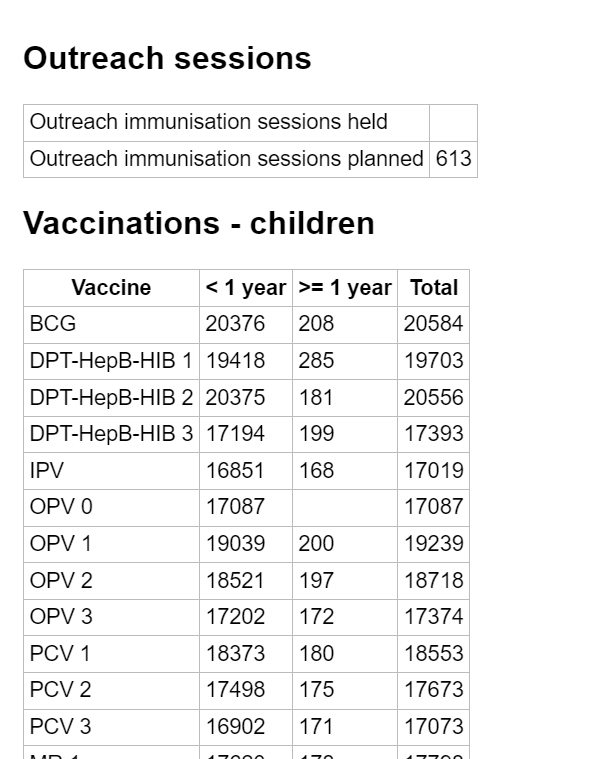 Outreach sessions
Outreach immunisation sessions held
Outreach immunisation sessions planned 613
Vaccinations - children
Vaccine < 1 year >= 1 year Total
BCG 20376 208 20584
DPT-HepB-HIB 1 19418 285 19703
DPT-HepB-HIB 2 20375 181 20556
DPT-HepB-HIB 3 17194 199 17393
IPV 16851 168 17019
OPV 0 17087 17087
OPV 1 19039 200 19239
OPV 2 18521 197 18718
OPV 3 17202 172 17374
PCV 1 18373 180 18553
PCV 2 17498 175 17673
PCV 3 16902 171 17073